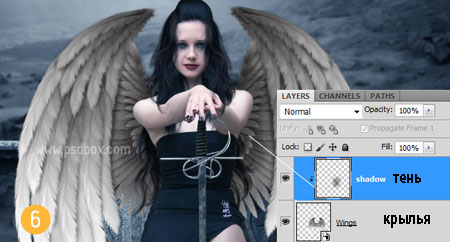 LAYERS CHANNELS PATHS
Normal Opacity: 100%
Unify: Propagate Frame 1
Lock: Fill: 100%
www.psdbox.com
shadow тень
6
Wings крылья